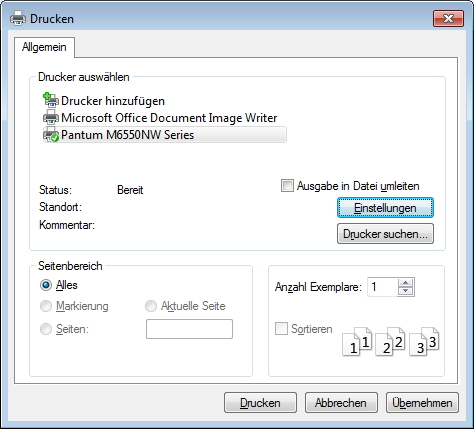 Drucken
Allgemein
Drucker auswählen
Drucker hinzufügen
Microsoft Office Document Image Writer
Pantum M6550NW Series
Status: Bereit
Standort:
Kommentar:
Ausgabe in Datei umleiten
Einstellungen
Drucker suchen...
Seitenbereich
Alles
Markierung
Aktuelle Seite
Seiten:
Anzahl Exemplare: 1
Sortieren
1 1 2 2 3 3
Drucken Abbrechen Übernehmen